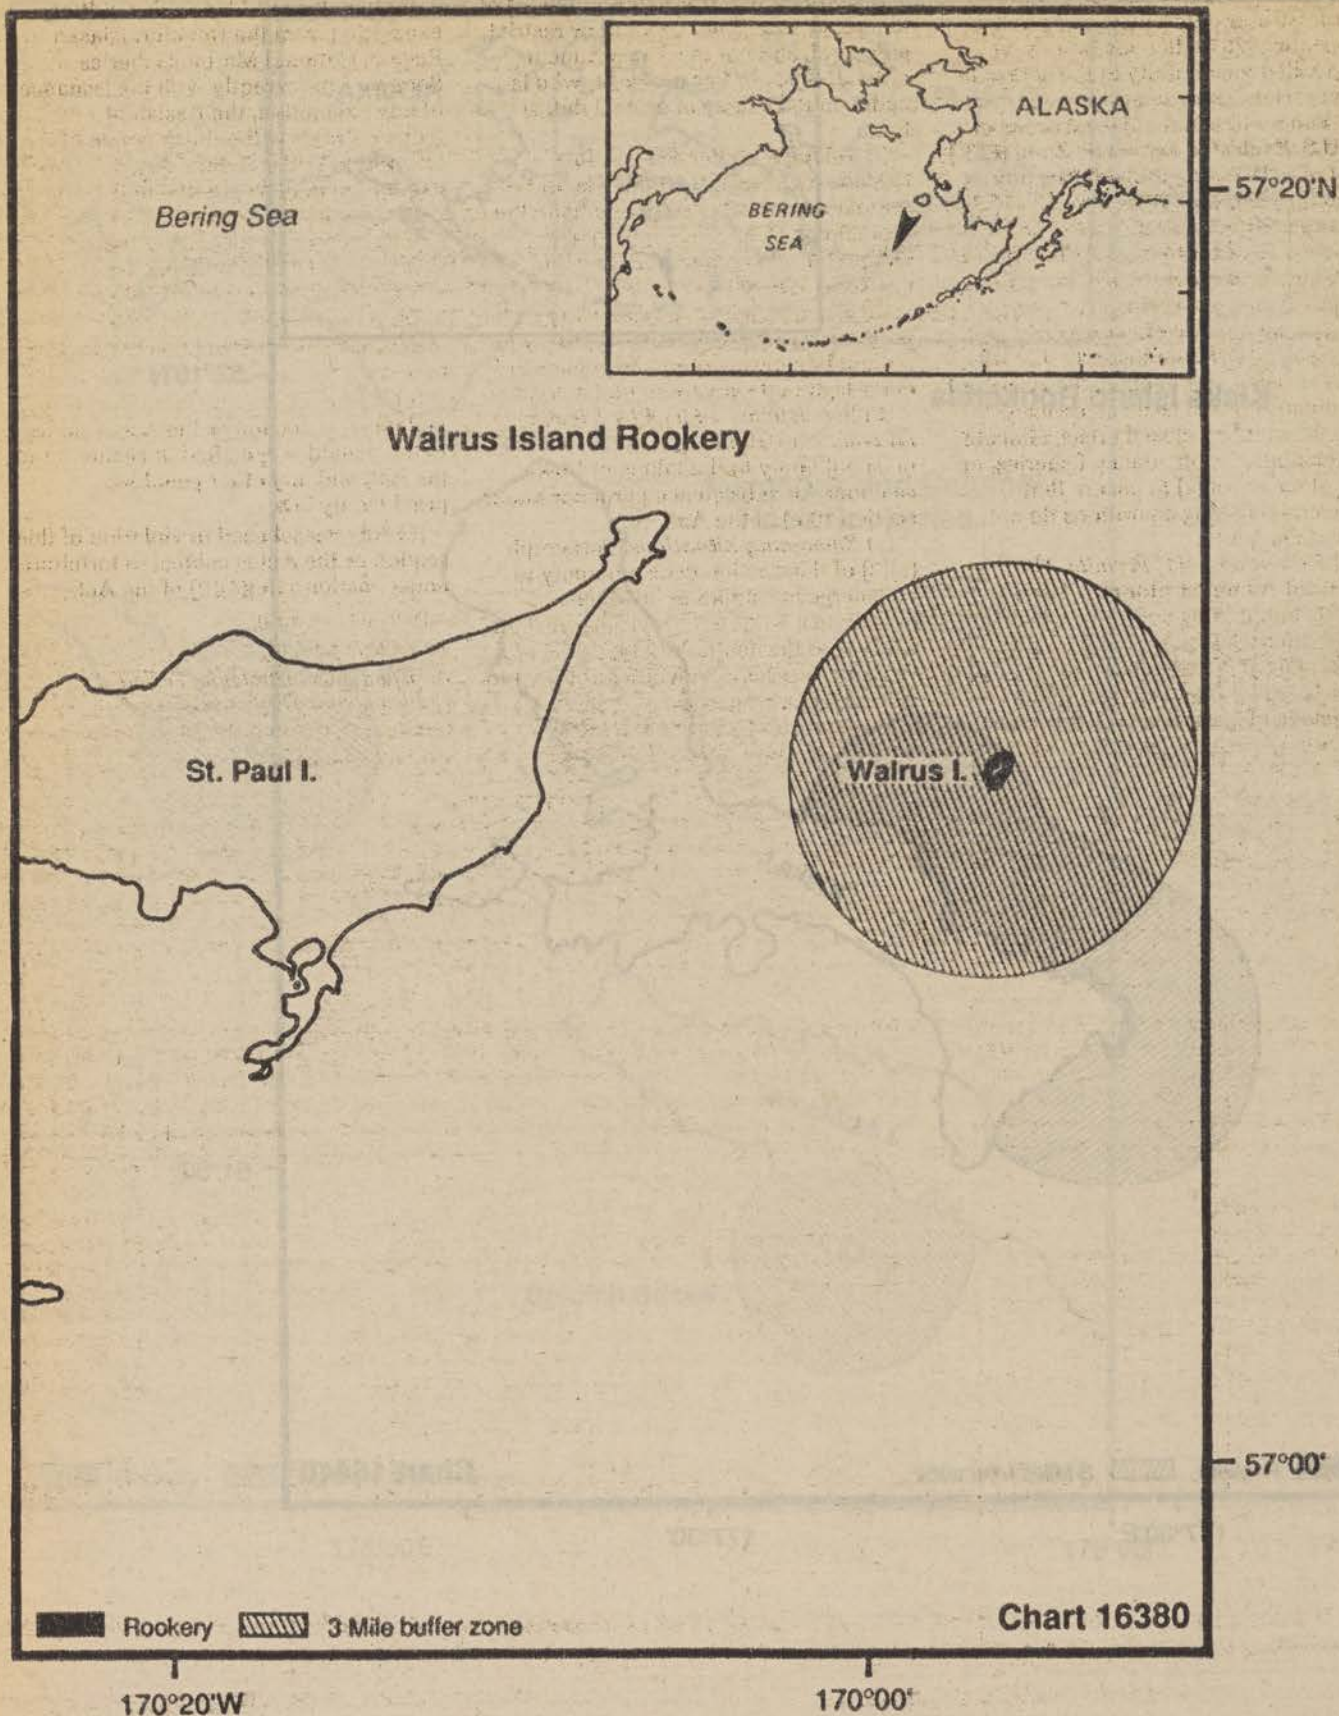 ALASKA
57°20'N
Bering Sea
BERING
SEA
Walrus Island Rookery
St. Paul I.
Walrus I.
57°00'
Rookery
3 Mile buffer zone
Chart 16380
170°20'W
170°00'